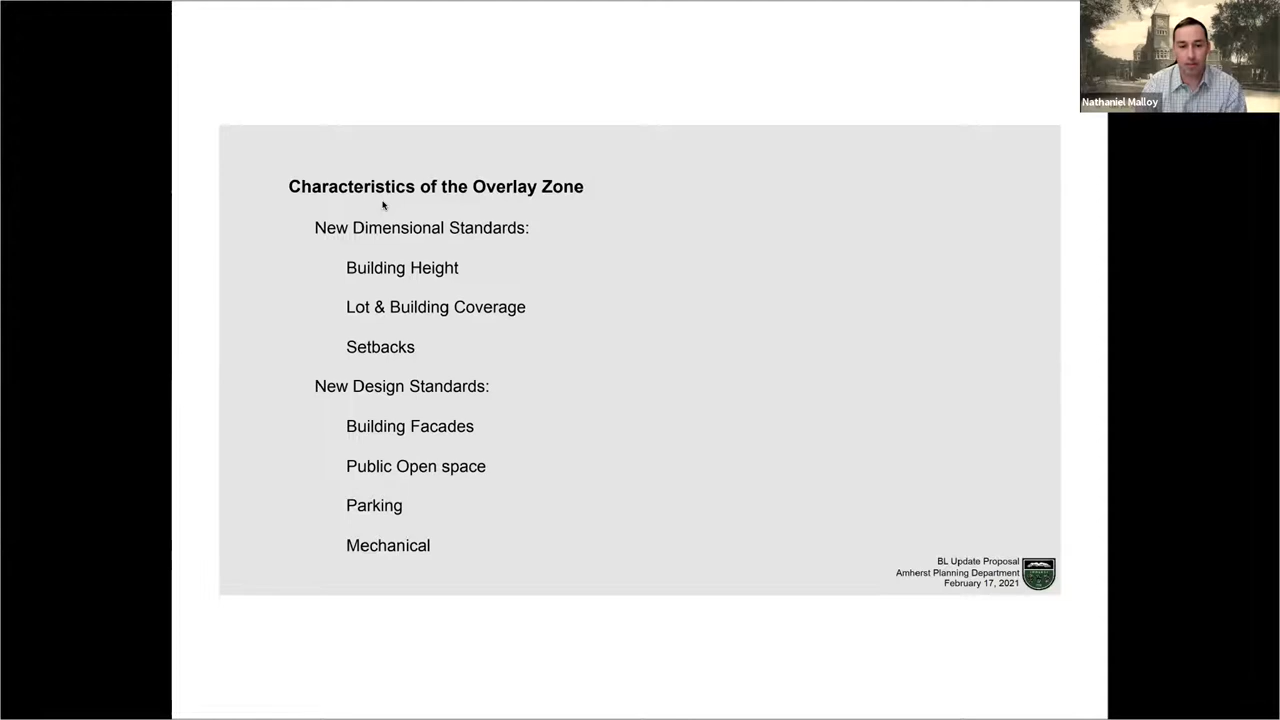 Nathaniel Malloy
Characteristics of the Overlay Zone
New Dimensional Standards:
Building Height
Lot & Building Coverage
Setbacks
New Design Standards:
Building Facades
Public Open space
Parking
Mechanical
BL Update Proposal
Amherst Planning Department
February 17, 2021